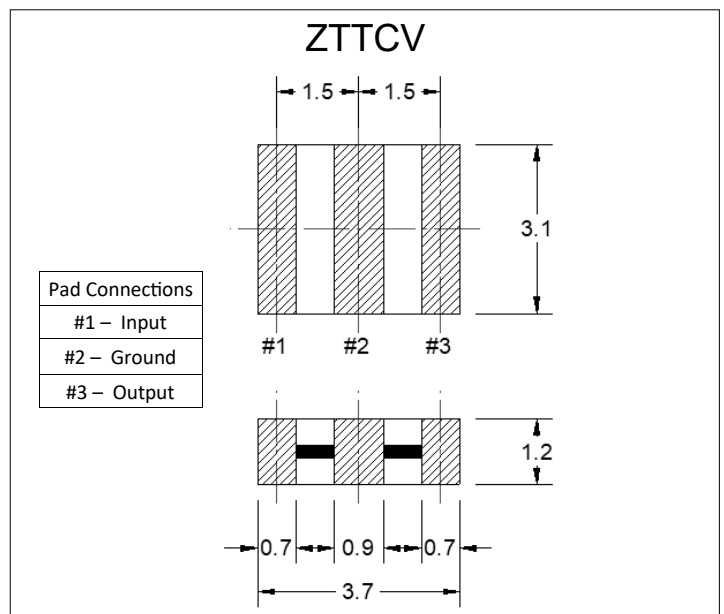 ZTTCV
1.5 1.5
3.1
Pad Connections
#1 – Input
#2 – Ground
#3 – Output
#1 #2 #3
1.2
0.7 0.9 0.7
3.7